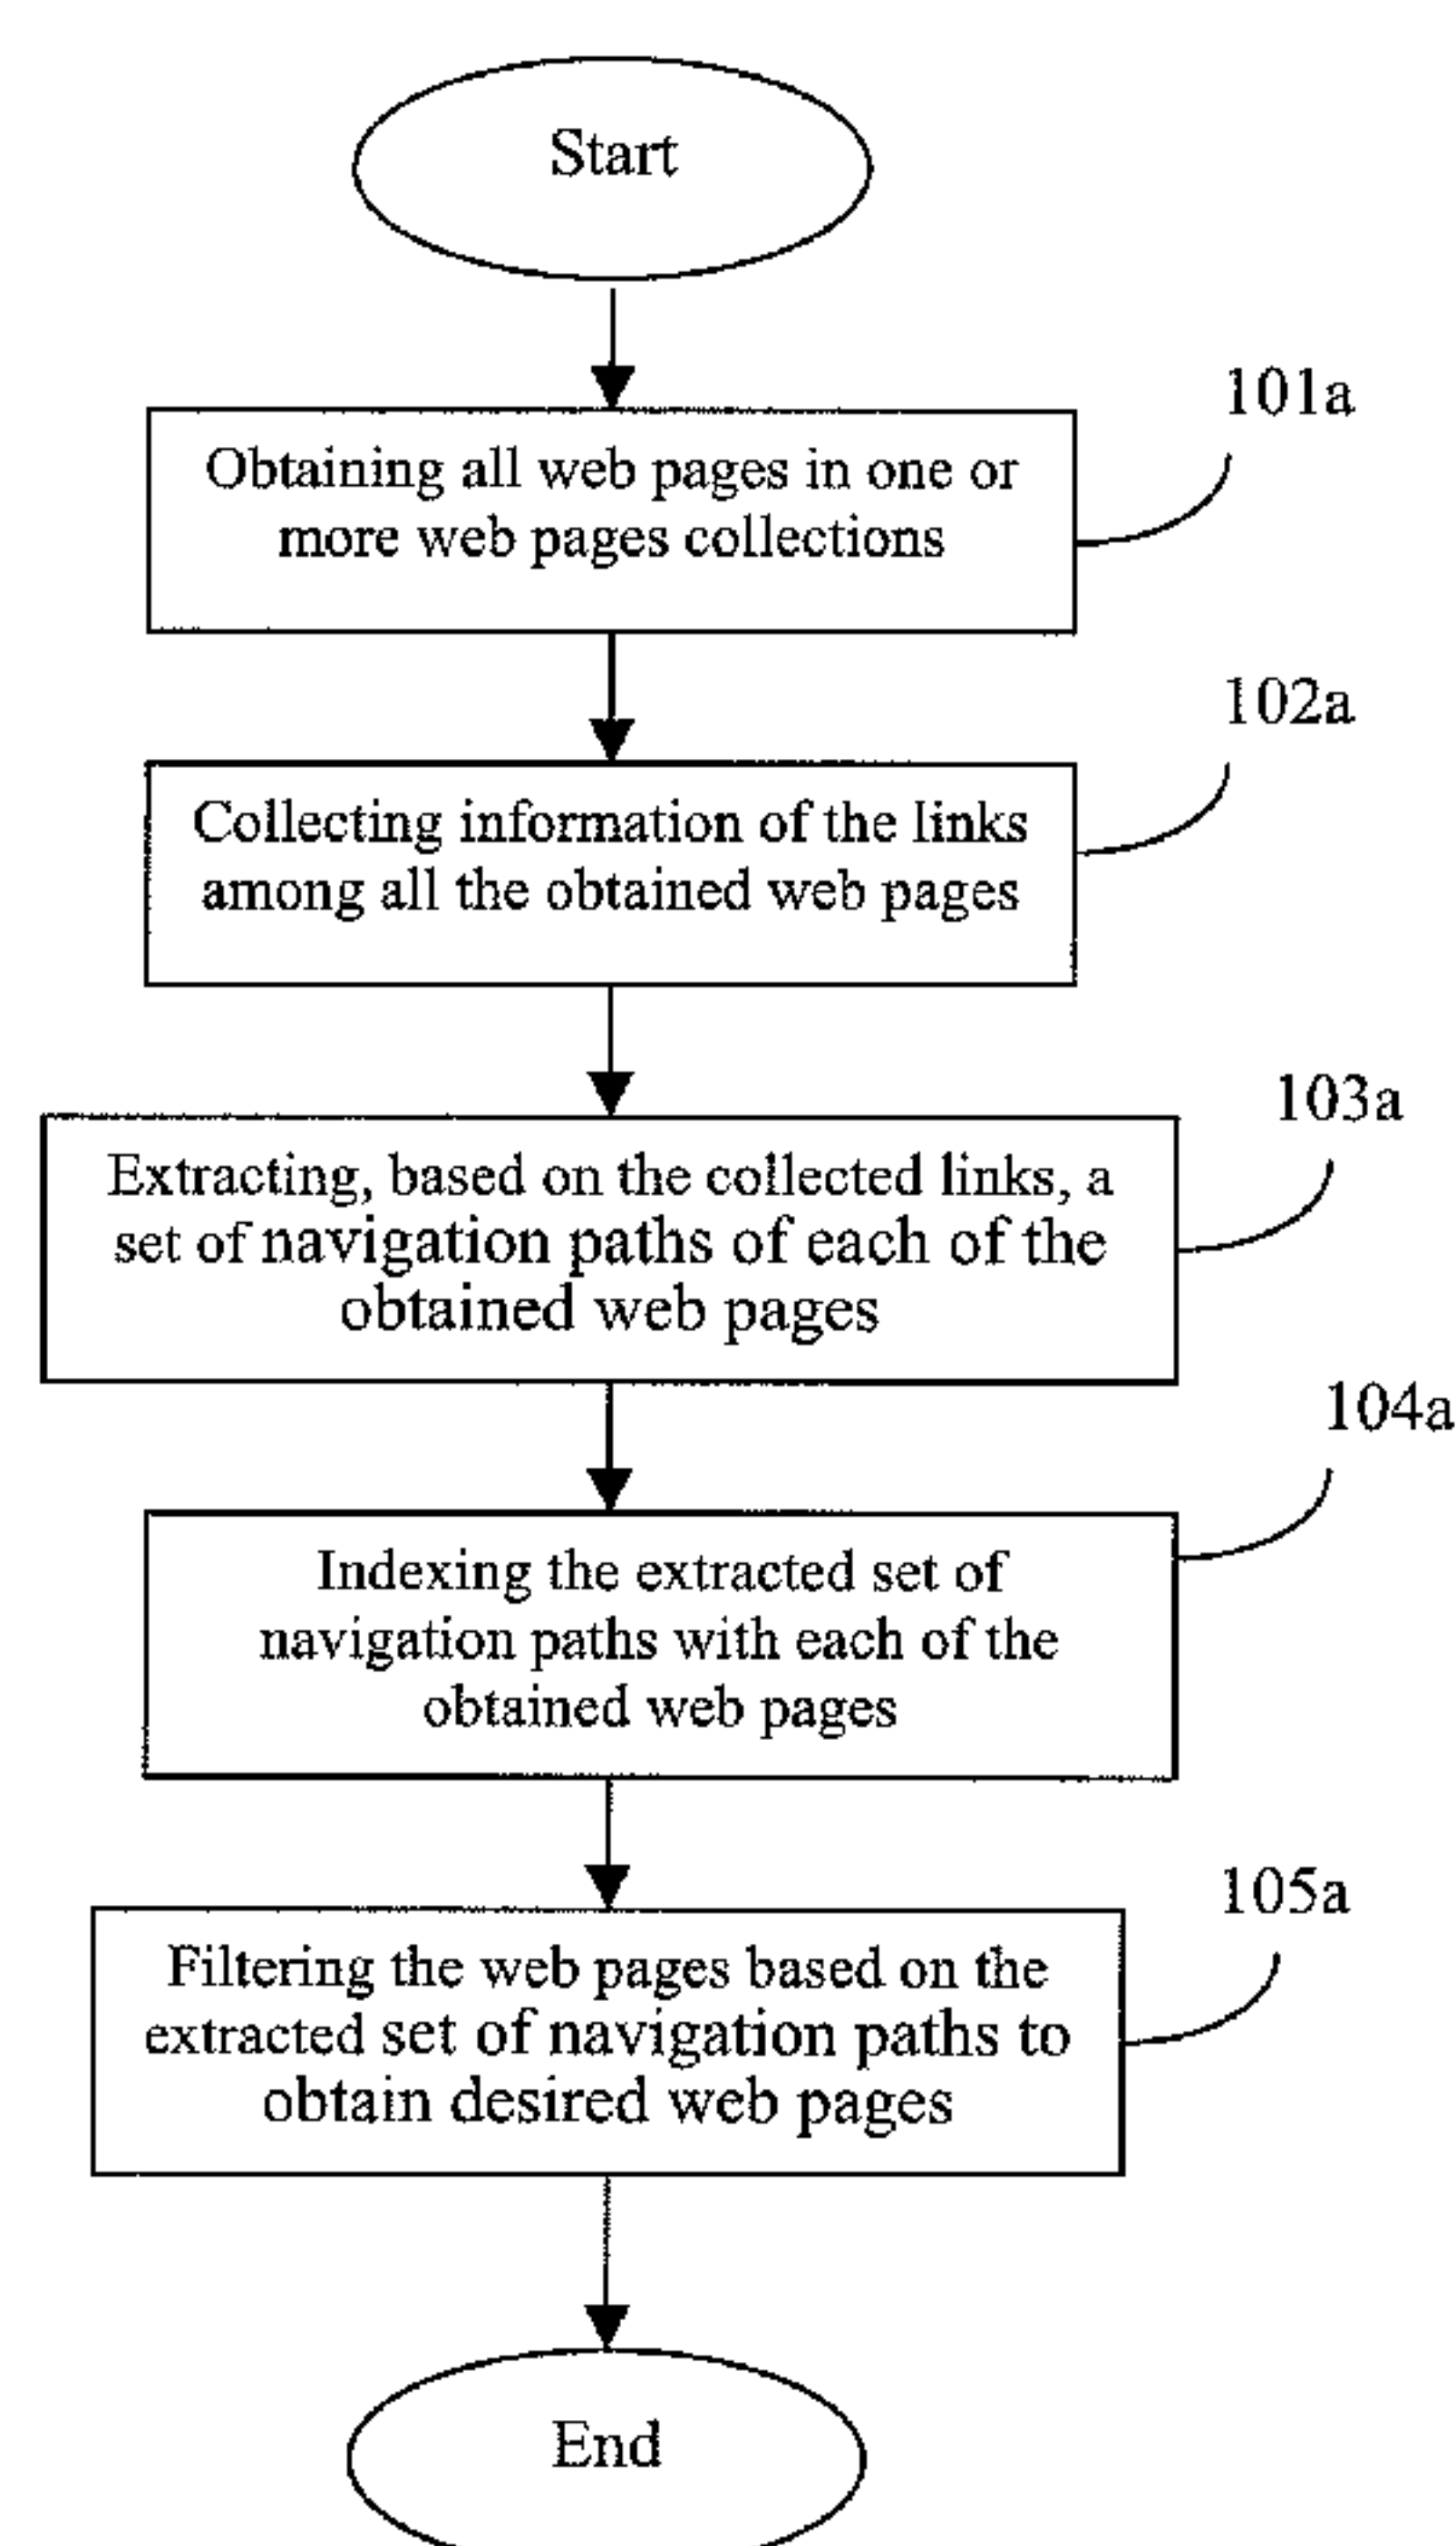 Start
101a
Obtaining all web pages in one or
more web pages collections
102a
Collecting information of the links
among all the obtained web pages
103a
Extracting, based on the collected links, a
set of navigation paths of each of the
obtained web pages
104a
Indexing the extracted set of
navigation paths with each of the
obtained web pages
105a
Filtering the web pages based on the
extracted set of navigation paths to
obtain desired web pages
End